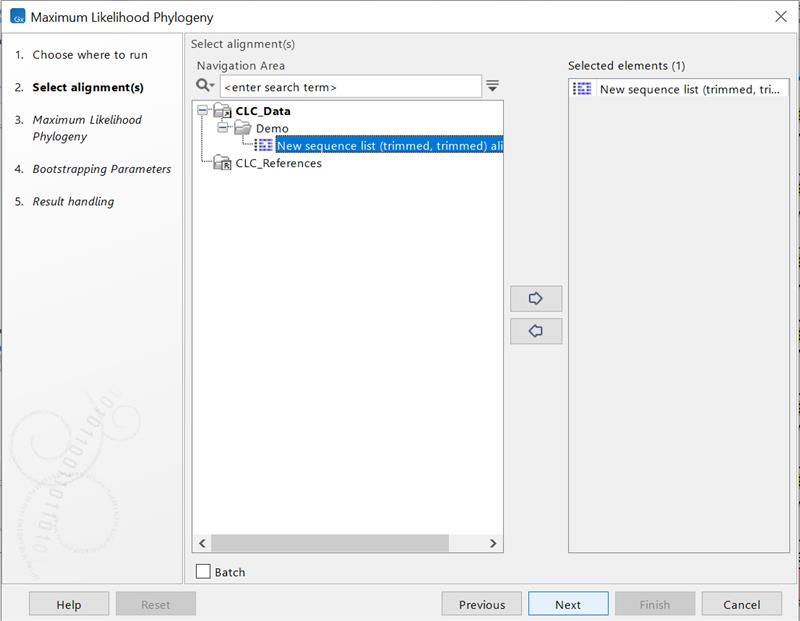 Gx Maximum Likelihood Phylogeny
1. Choose where to run
2. Select alignment(s)
3. Maximum Likelihood
Phylogeny
4. Bootstrapping Parameters
5. Result handling
Select alignment(s)
Navigation Area
<enter search term>
CLC_Data
Demo
New sequence list (trimmed, trimmed) ali
CLC_References
Batch
Selected elements (1)
New sequence list (trimmed, tri...
Help
Reset
Previous
Next
Finish
Cancel